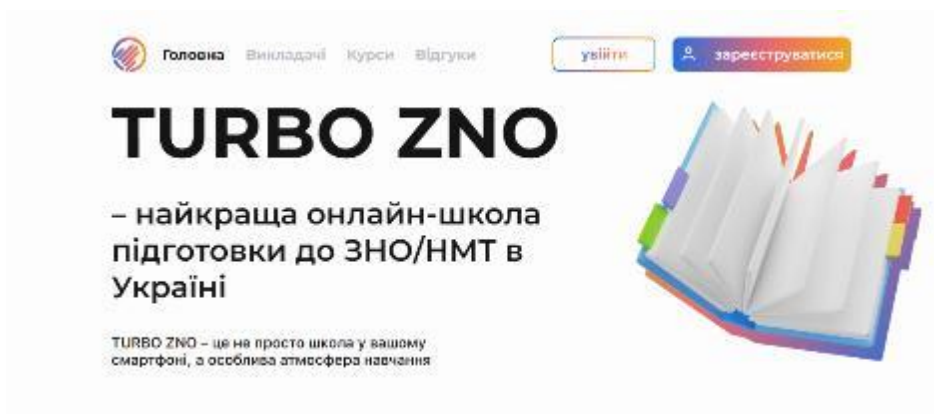 Головна Викладачі Курси Відгуки увійти зареєструватися
TURBO ZNO
– найкраща онлайн-школа
підготовки до ЗНО/НМТ в
Україні
TURBO ZNO – це не просто школа у вашому
смартфоні, а особлива атмосфера навчання